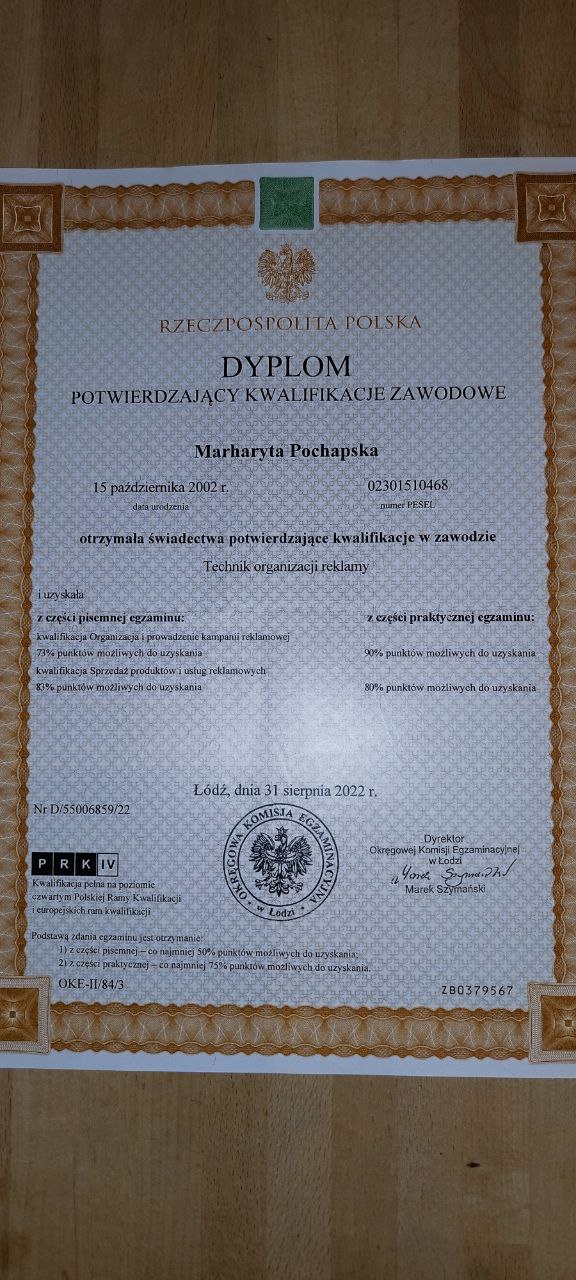 RZECZPOSPOLITA POLSKA
DYPLOM
POTWIERDZAJĄCY KWALIFIKACJE ZAWODOWE
Marharyta Pochapska
15 października 2002 r. 02301510468
data urodzenia numer PESEL
otrzymała świadectwa potwierdzające kwalifikacje w zawodzie
Technik organizacji reklamy
i uzyskała
z części pisemnej egzaminu: z części praktycznej egzaminu:
kwalifikacja Organizacja i prowadzenie kampanii reklamowej
73% punktów możliwych do uzyskania 90% punktów możliwych do uzyskania
kwalifikacja Sprzedaż produktów i usług reklamowych
83% punktów możliwych do uzyskania 80% punktów możliwych do uzyskania
Łódź, dnia 31 sierpnia 2022 r.
Nr D/55006859/22
OKRĘGOWA KOMISJA EGZAMINACYJNA
w Łodzi
Dyrektor
Okręgowej Komisji Egzaminacyjnej
w Łodzi
Marek Szymański
PRK IV
Kwalifikacja pełna na poziomie
czwartym Polskiej Ramy Kwalifikacji
i europejskich ram kwalifikacji
Podstawą zdania egzaminu jest otrzymanie:
1) z części pisemnej – co najmniej 50% punktów możliwych do uzyskania;
2) z części praktycznej – co najmniej 75% punktów możliwych do uzyskania.
OKE-II/84/3 ZB0379567